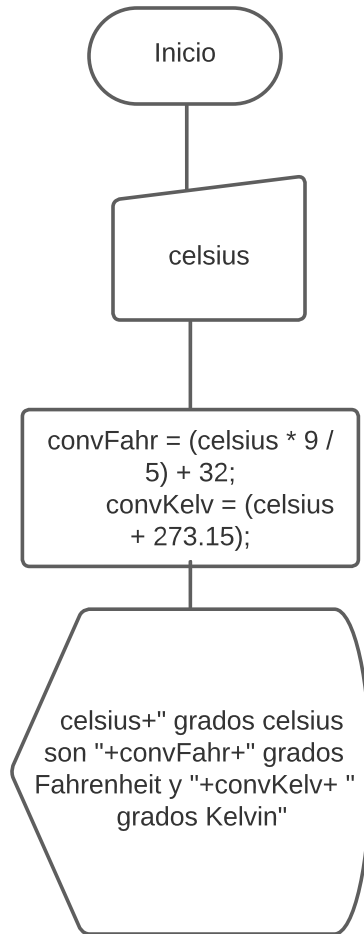 Inicio
celsius
convFahr = (celsius * 9 /
5) + 32;
convKelv = (celsius
+ 273.15);
celsius+" grados celsius
son "+convFahr+" grados
Fahrenheit y "+convKelv+ "
grados Kelvin"